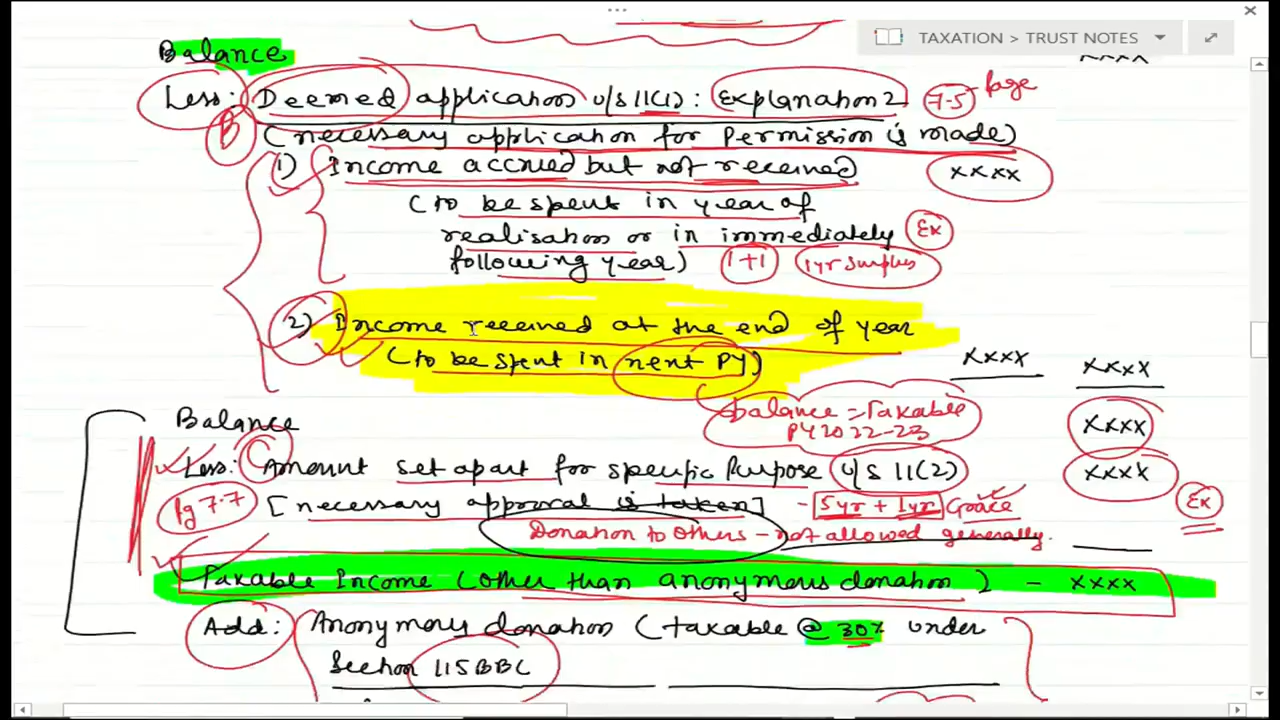 TAXATION > TRUST NOTES
Balance xxxx
Less: Deemed application u/s 11(1): Explanation 2 7.5 Page
B (necessary application for permission is made)
1) Income accrued but not received xxxx
(to be spent in year of
realisation or in immediately Ex
following year) 1+1 1yr surplus
2) Income received at the end of year
(to be spent in next PY) xxxx xxxx
balance = Taxable
PY 2022-23
Balance xxxx
Less: C Amount set apart for specific Purpose u/s 11(2) xxxx
Pg 7.7 [necessary approval is taken] - 5yr + 1yr Grace Ex
Donation to others - not allowed generally.
Taxable Income (other than anonymous donation) - xxxx
Add: Anonymous donation (taxable @ 30% under
Section 115BBC